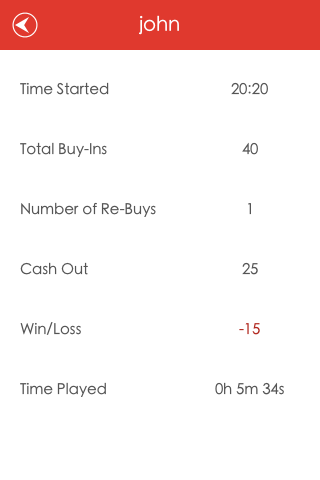 john
Time Started 20:20
Total Buy-Ins 40
Number of Re-Buys 1
Cash Out 25
Win/Loss -15
Time Played 0h 5m 34s